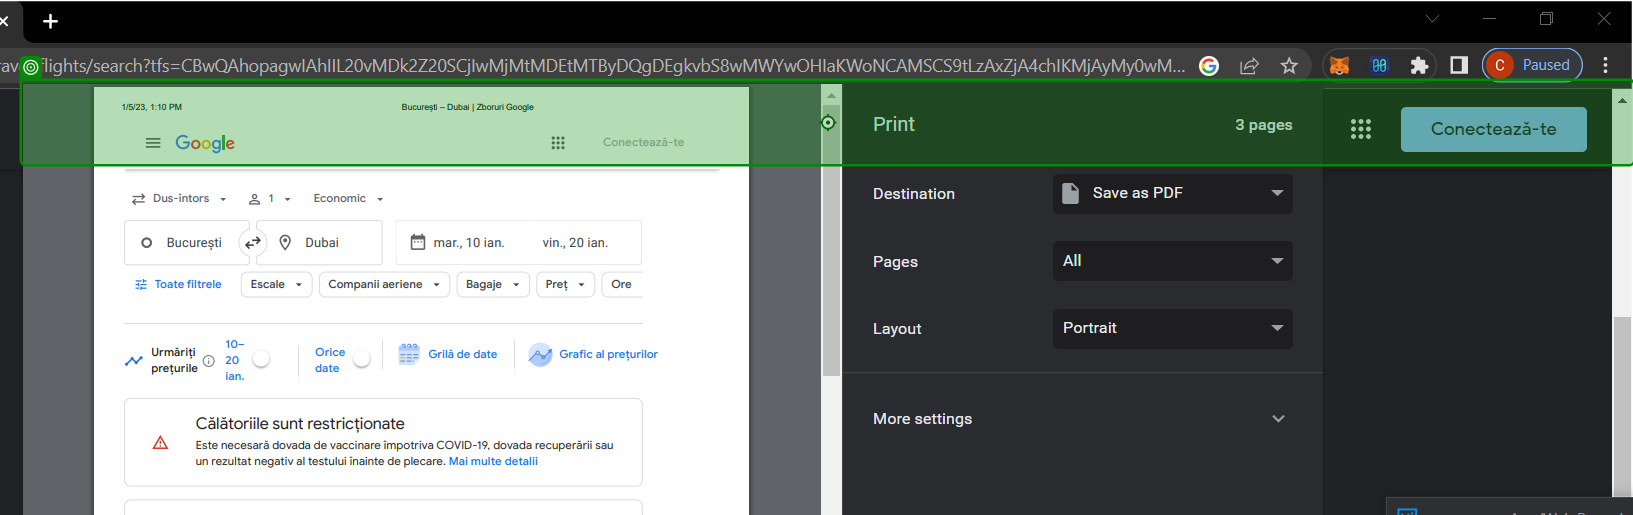 flights/search?tfs=CBwQAhopagwIAhIIL20vMDk2Z20SCjIwMjMtMDEtMTByDQgDEgkvbS8wMWYwOHIaKWoNCAMSCS9tLzAxZjA4chIKMjAyMy0wM...
C Paused
1/5/23, 1:10 PM București – Dubai | Zboruri Google
Google Conectează-te
Print 3 pages
Conectează-te
Dus-întors 1 Economic
București Dubai mar., 10 ian. vin., 20 ian.
Toate filtrele Escale Companii aeriene Bagaje Preț Ore
Urmăriți prețurile
10–20 ian.
Orice date
Grilă de date
Grafic al prețurilor
Călătoriile sunt restricționate
Este necesară dovada de vaccinare împotriva COVID-19, dovada recuperării sau
un rezultat negativ al testului înainte de plecare. Mai multe detalii
Destination Save as PDF
Pages All
Layout Portrait
More settings